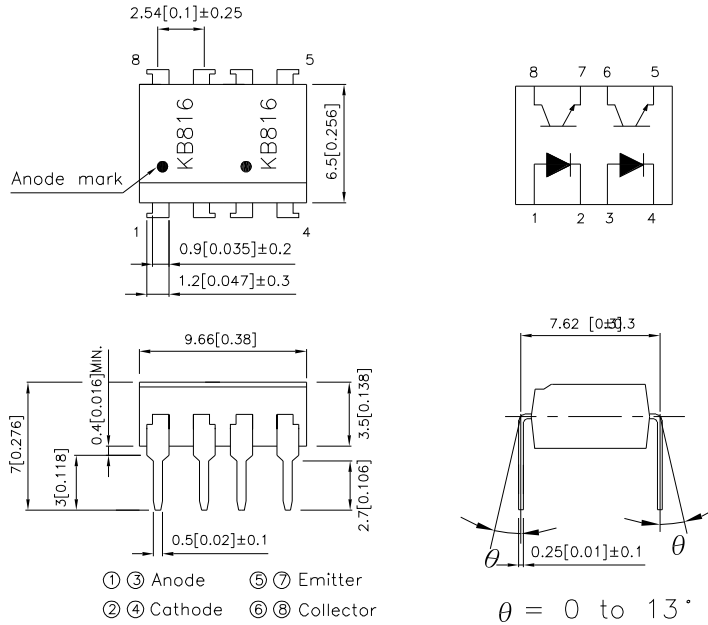 2.54[0.1]±0.25
8
5
KB816
KB816
Anode mark
6.5[0.256]
1
4
0.9[0.035]±0.2
1.2[0.047]±0.3
8 7 6 5
1 2 3 4
9.66[0.38]
0.4[0.016]MIN.
7[0.276]
3[0.118]
3.5[0.138]
2.7[0.106]
0.5[0.02]±0.1
7.62
θ
0.25[0.01]±0.1
θ
① ③ Anode ⑤ ⑦ Emitter
② ④ Cathode ⑥ ⑧ Collector
θ = 0 to 13°